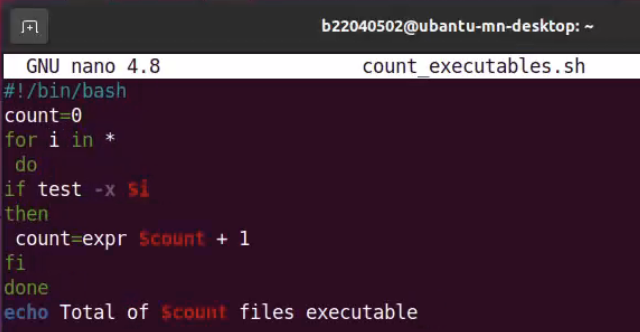 b22040502@ubantu-mn-desktop: ~
GNU nano 4.8 count_executables.sh
#!/bin/bash
count=0
for i in *
do
if test -x $i
then
count=expr $count + 1
fi
done
echo Total of $count files executable